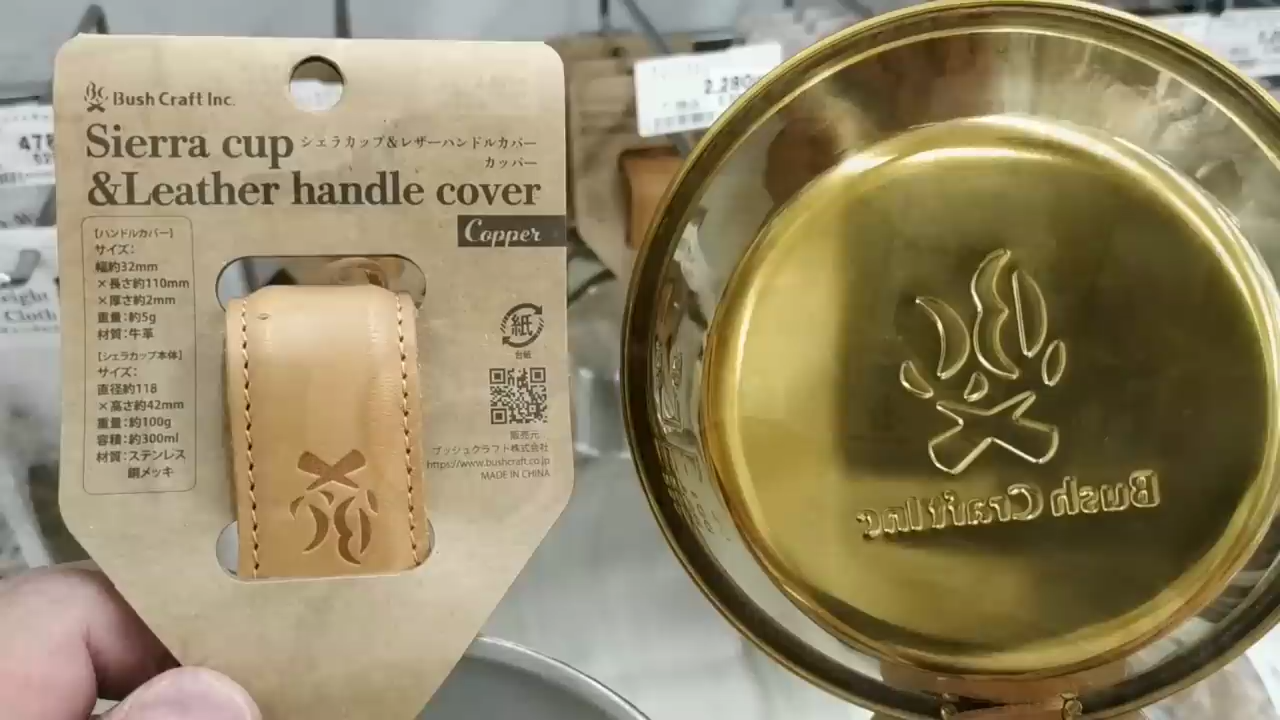 Bush Craft Inc.
Sierra cup
シェラカップ&レザーハンドルカバー
カッパー
&Leather handle cover
Copper
【ハンドルカバー】
サイズ:
幅約32mm
×長さ約110mm
×厚さ約2mm
重量:約5g
材質:牛革
【シェラカップ本体】
サイズ:
直径約118
×高さ約42mm
重量:約100g
容積:約300ml
材質:ステンレス
銅メッキ
紙
台紙
販売元
ブッシュクラフト株式会社
https://www.bushcraft.co.jp
MADE IN CHINA
Bush Craft Inc
2,280
478